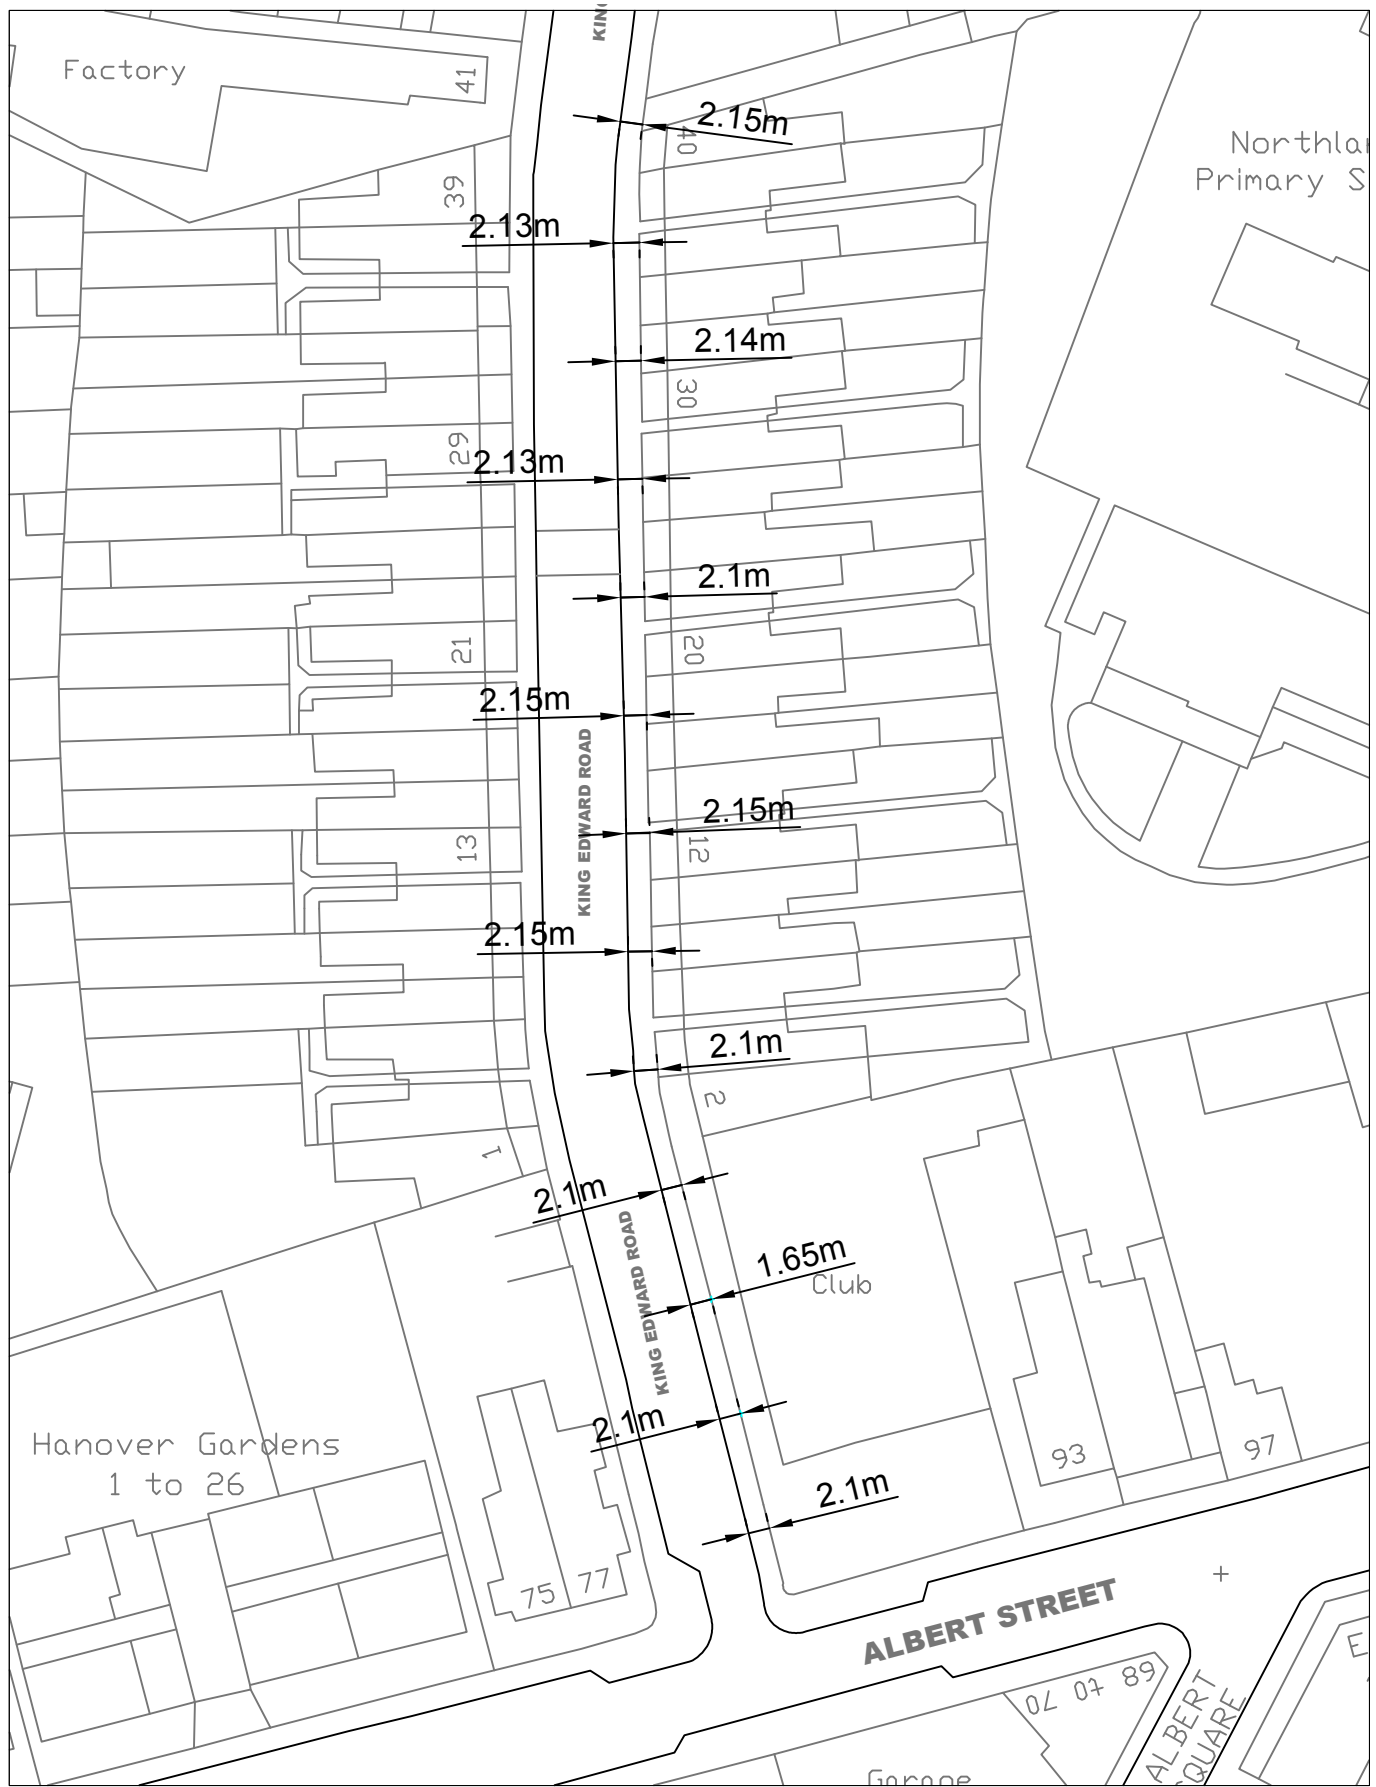 KIN
Factory
41
2.15m
40
Northla
Primary S
39
2.13m
2.14m
30
29
2.13m
2.1m
21
20
2.15m
KING EDWARD ROAD
2.15m
13
12
2.15m
2.1m
2
1
2.1m
KING EDWARD ROAD
1.65m
Club
2.1m
Hanover Gardens
1 to 26
93
97
2.1m
75
77
ALBERT STREET
68 to 70
E
ALBERT
SQUARE
Garage